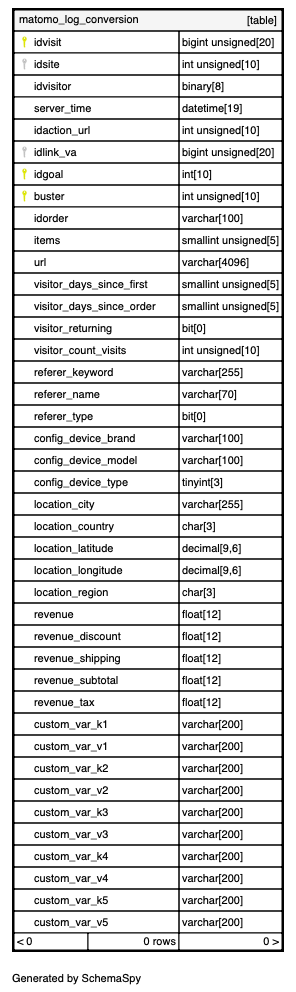 matomo_log_conversion [table]
idvisit bigint unsigned[20]
idsite int unsigned[10]
idvisitor binary[8]
server_time datetime[19]
idaction_url int unsigned[10]
idlink_va bigint unsigned[20]
idgoal int[10]
buster int unsigned[10]
idorder varchar[100]
items smallint unsigned[5]
url varchar[4096]
visitor_days_since_first smallint unsigned[5]
visitor_days_since_order smallint unsigned[5]
visitor_returning bit[0]
visitor_count_visits int unsigned[10]
referer_keyword varchar[255]
referer_name varchar[70]
referer_type bit[0]
config_device_brand varchar[100]
config_device_model varchar[100]
config_device_type tinyint[3]
location_city varchar[255]
location_country char[3]
location_latitude decimal[9,6]
location_longitude decimal[9,6]
location_region char[3]
revenue float[12]
revenue_discount float[12]
revenue_shipping float[12]
revenue_subtotal float[12]
revenue_tax float[12]
custom_var_k1 varchar[200]
custom_var_v1 varchar[200]
custom_var_k2 varchar[200]
custom_var_v2 varchar[200]
custom_var_k3 varchar[200]
custom_var_v3 varchar[200]
custom_var_k4 varchar[200]
custom_var_v4 varchar[200]
custom_var_k5 varchar[200]
custom_var_v5 varchar[200]
< 0 0 rows 0 >
Generated by SchemaSpy